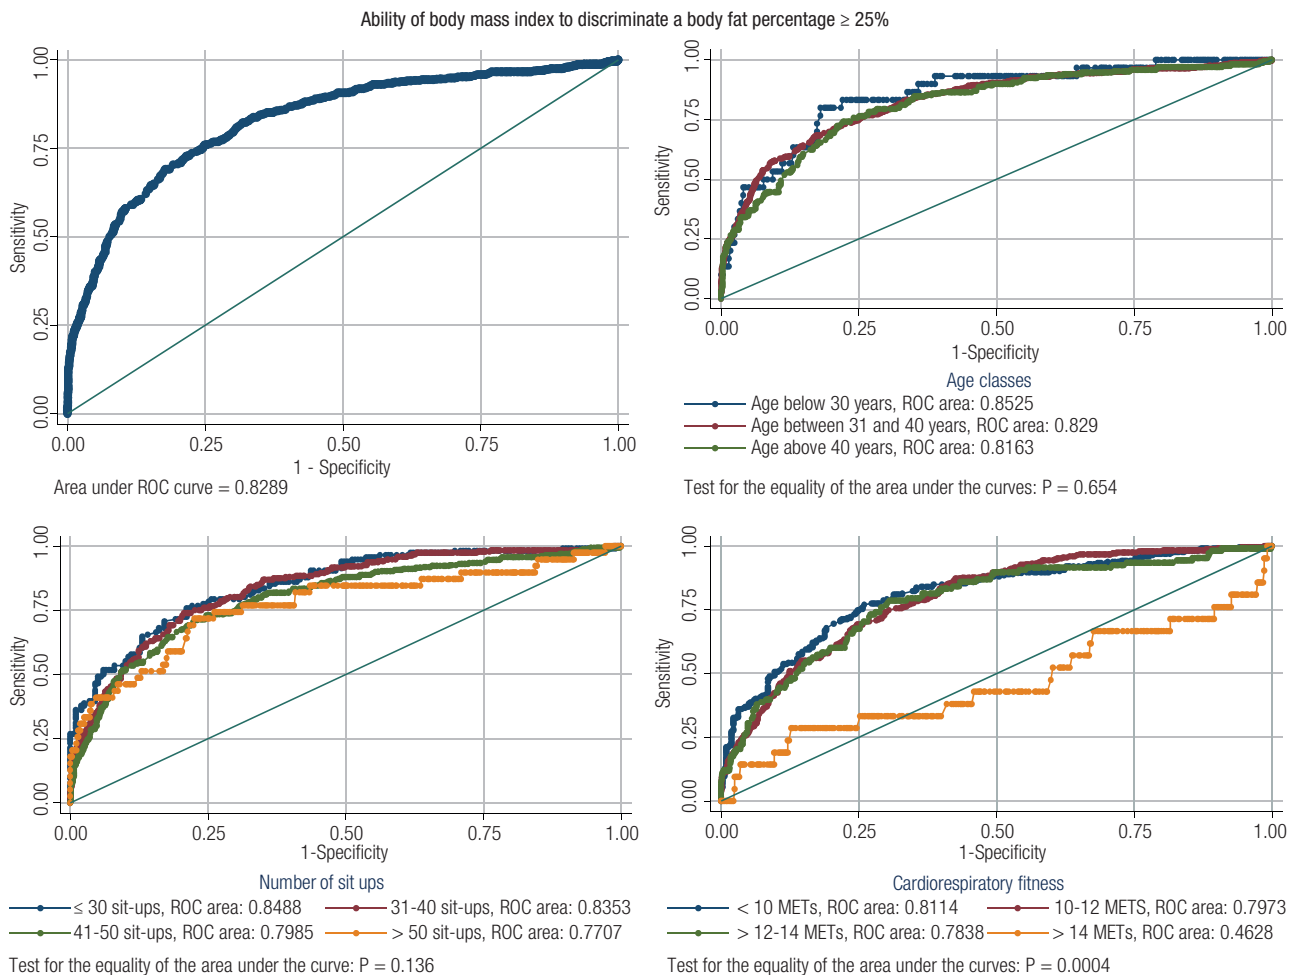 Ability of body mass index to discriminate a body fat percentage ≥ 25%
Sensitivity
1.00
0.75
0.50
0.25
0.00
0.00 0.25 0.50 0.75 1.00
1 - Specificity
Area under ROC curve = 0.8289
Sensitivity
1.00
0.75
0.50
0.25
0.00
0.00 0.25 0.50 0.75 1.00
1-Specificity
Age classes
Age below 30 years, ROC area: 0.8525
Age between 31 and 40 years, ROC area: 0.829
Age above 40 years, ROC area: 0.8163
Test for the equality of the area under the curves: P = 0.654
Sensitivity
1.00
0.75
0.50
0.25
0.00
0.00 0.25 0.50 0.75 1.00
1-Specificity
Number of sit ups
≤ 30 sit-ups, ROC area: 0.8488 31-40 sit-ups, ROC area: 0.8353
41-50 sit-ups, ROC area: 0.7985 > 50 sit-ups, ROC area: 0.7707
Test for the equality of the area under the curve: P = 0.136
Sensitivity
1.00
0.75
0.50
0.25
0.00
0.00 0.25 0.50 0.75 1.00
1-Specificity
Cardiorespiratory fitness
< 10 METs, ROC area: 0.8114 10-12 METS, ROC area: 0.7973
> 12-14 METs, ROC area: 0.7838 > 14 METs, ROC area: 0.4628
Test for the equality of the area under the curves: P = 0.0004